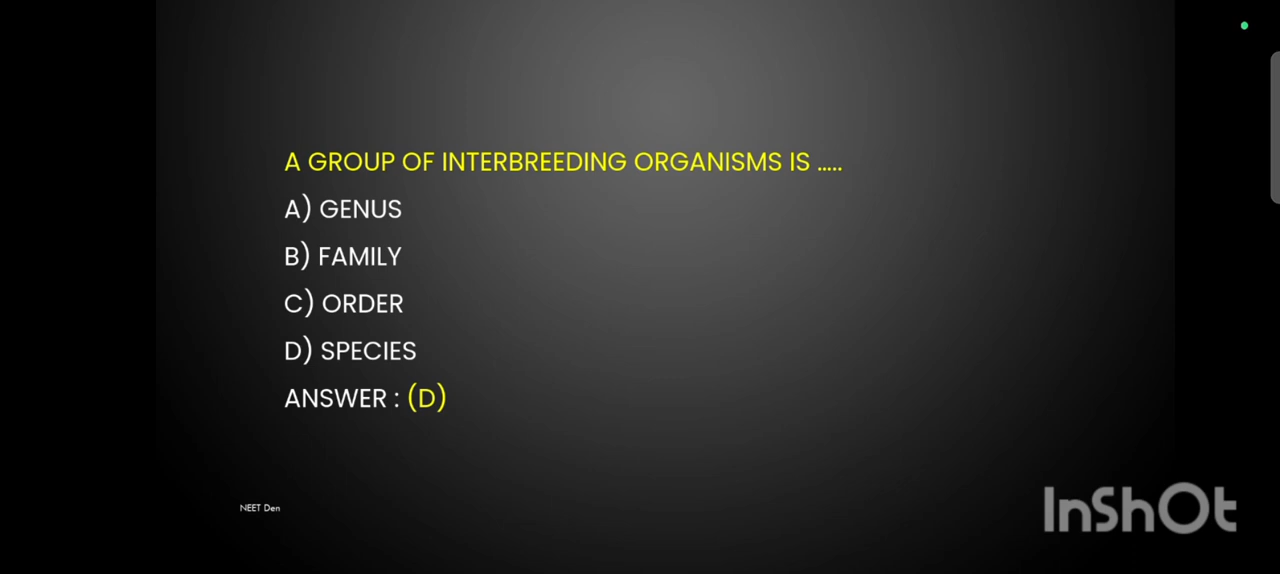 A GROUP OF INTERBREEDING ORGANISMS IS .....
A) GENUS
B) FAMILY
C) ORDER
D) SPECIES
ANSWER : (D)
NEET Den
InShOt